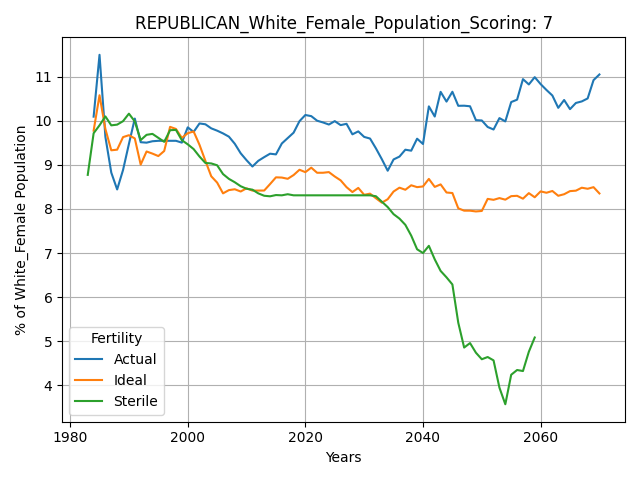 REPUBLICAN_White_Female_Population_Scoring: 7
% of White_Female Population
11
10
9
8
7
6
5
4
Fertility
Actual
Ideal
Sterile
1980
2000
2020
2040
2060
Years